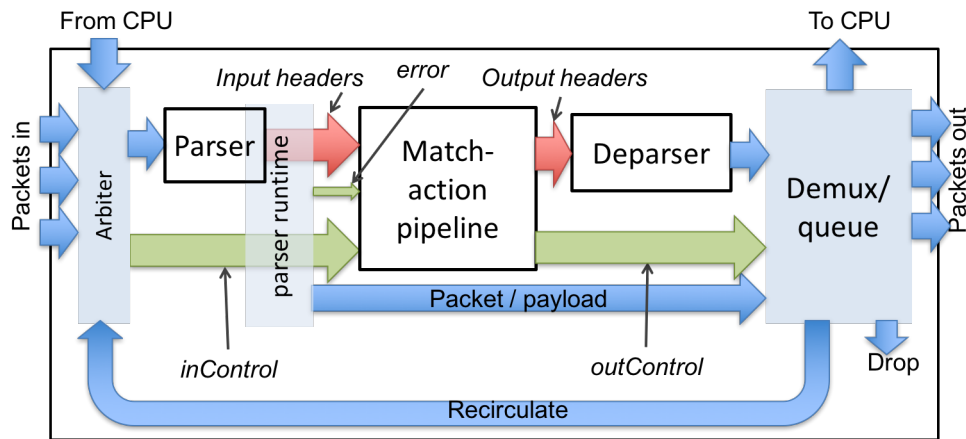 From CPU
To CPU
Input headers
error
Output headers
Packets in
Arbiter
Parser
parser runtime
Match-
action
pipeline
Deparser
Demux/
queue
Packets out
Packet / payload
inControl
outControl
Drop
Recirculate